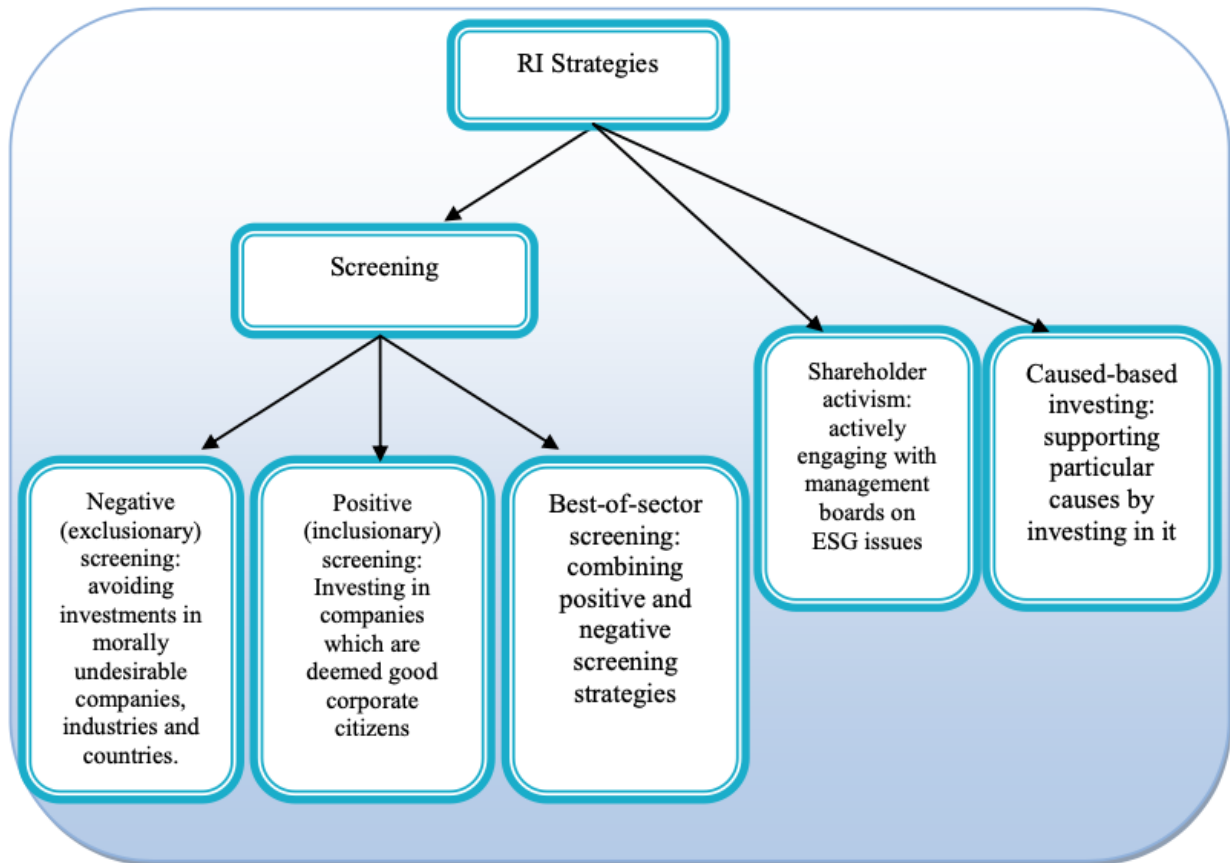 RI Strategies
Screening
Shareholder
activism:
actively
engaging with
management
boards on
ESG issues
Caused-based
investing:
supporting
particular
causes by
investing in it
Negative
(exclusionary)
screening:
avoiding
investments in
morally
undesirable
companies,
industries and
countries.
Positive
(inclusionary)
screening:
Investing in
companies
which are
deemed good
corporate
citizens
Best-of-sector
screening:
combining
positive and
negative
screening
strategies